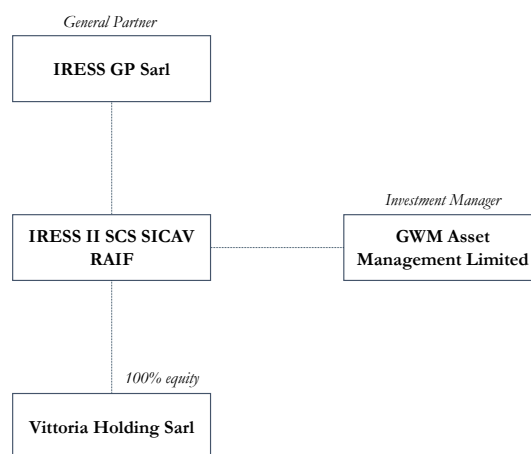 General Partner
IRESS GP Sarl
IRESS II SCS SICAV
RAIF
Investment Manager
GWM Asset
Management Limited
100% equity
Vittoria Holding Sarl